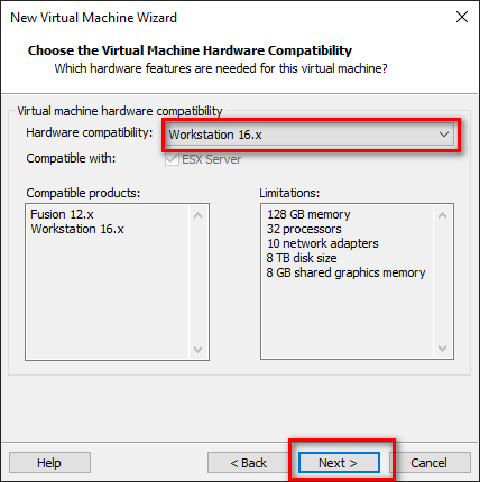 New Virtual Machine Wizard
Choose the Virtual Machine Hardware Compatibility
Which hardware features are needed for this virtual machine?
Virtual machine hardware compatibility
Hardware compatibility: Workstation 16.x
Compatible with: ESX Server
Compatible products:
Fusion 12.x
Workstation 16.x
Limitations:
128 GB memory
32 processors
10 network adapters
8 TB disk size
8 GB shared graphics memory
Help < Back Next > Cancel